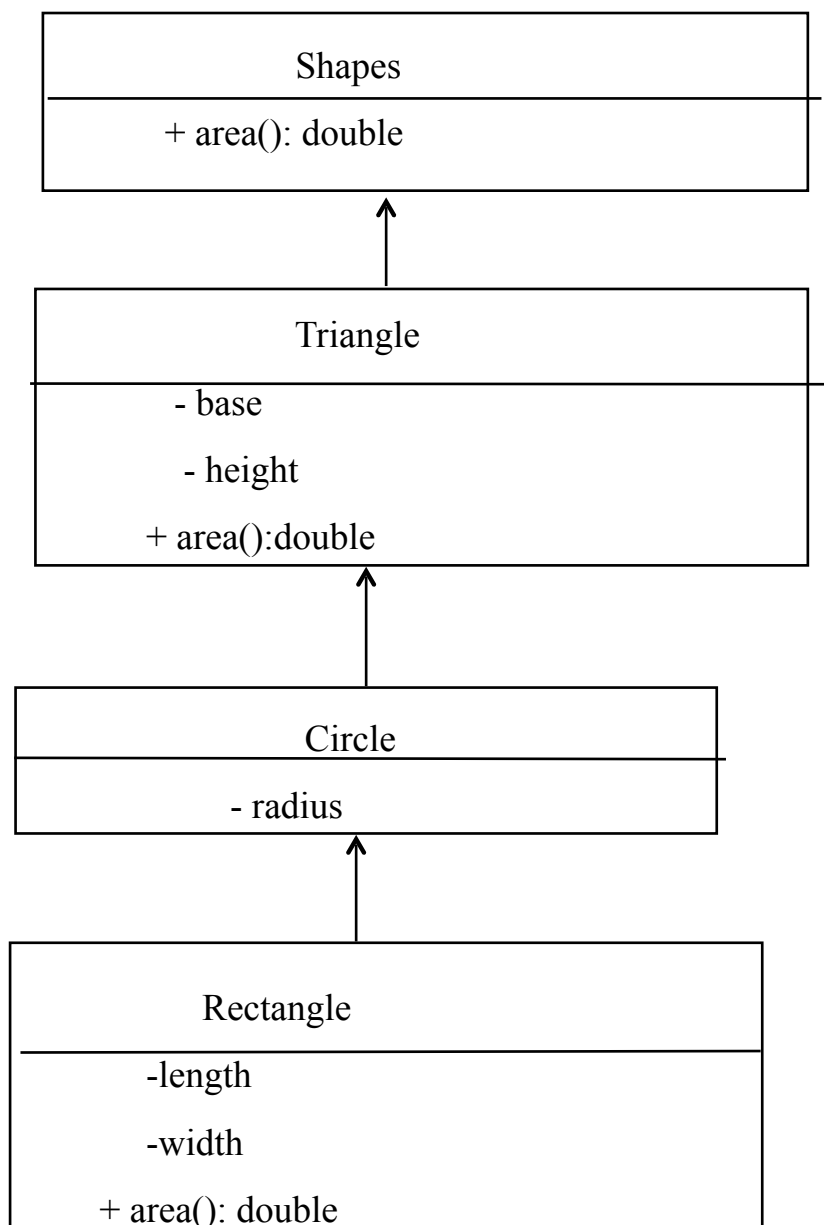 Shapes
+ area(): double
Triangle
- base
- height
+ area():double
Circle
- radius
Rectangle
-length
-width
+ area(): double